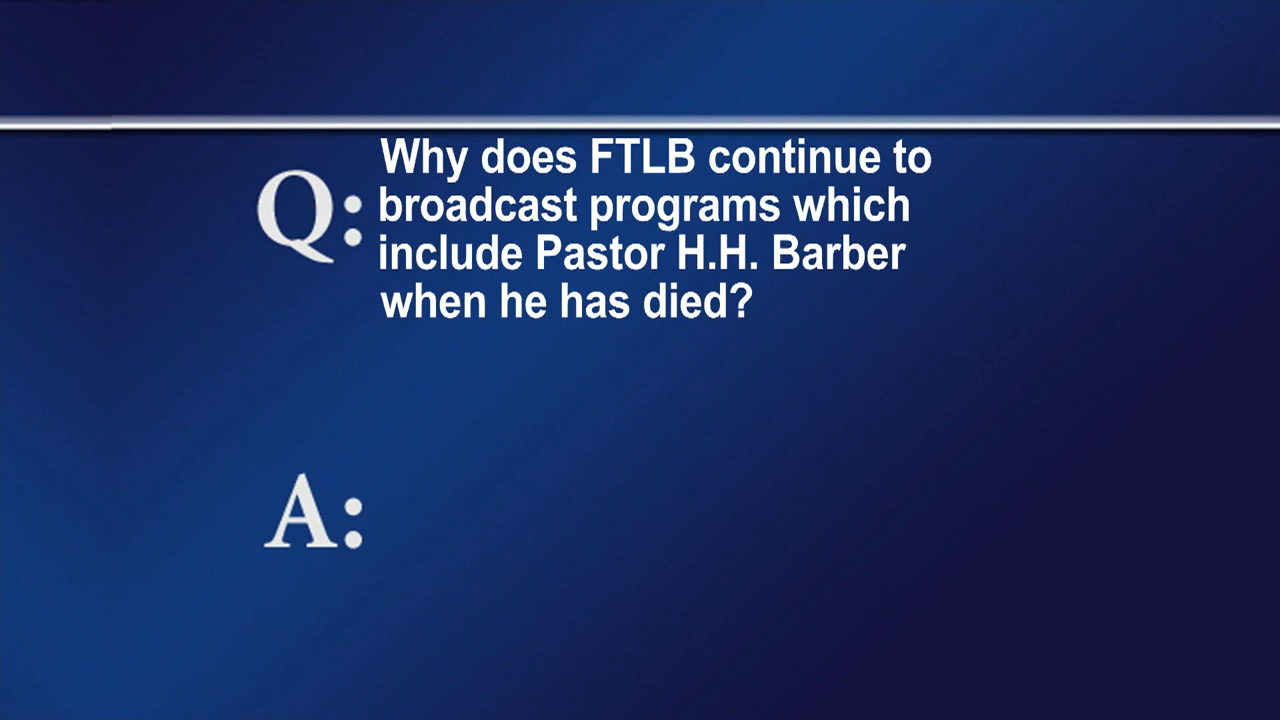 Q: Why does FTLB continue to
broadcast programs which
include Pastor H.H. Barber
when he has died?
A: